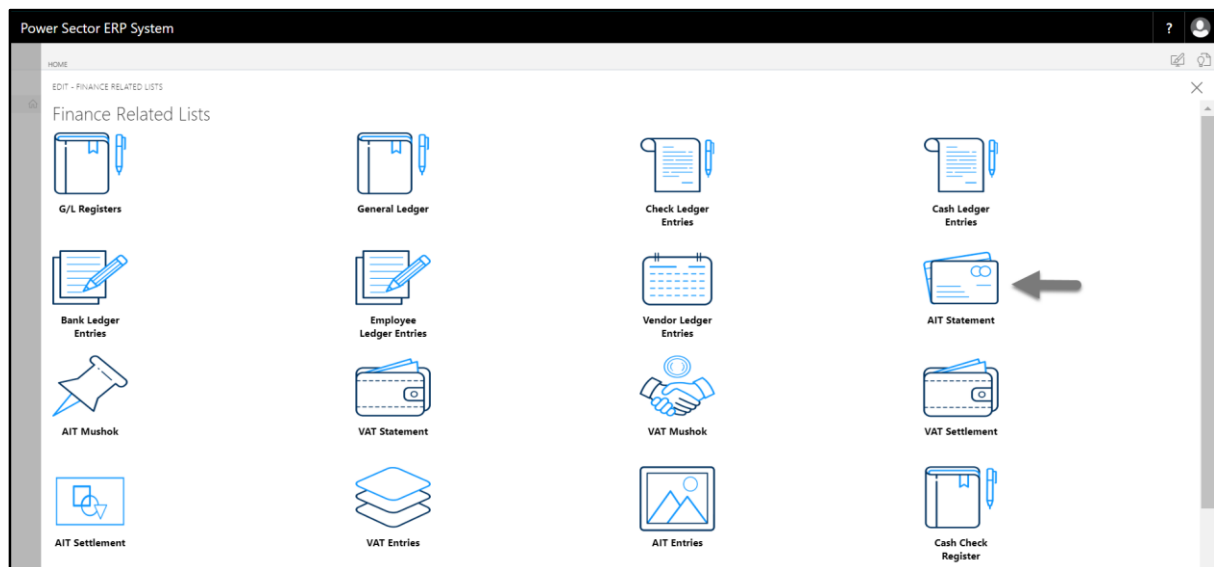 Power Sector ERP System
?
HOME
EDIT - FINANCE RELATED LISTS
Finance Related Lists
G/L Registers
General Ledger
Check Ledger
Entries
Cash Ledger
Entries
Bank Ledger
Entries
Employee
Ledger Entries
Vendor Ledger
Entries
AIT Statement
AIT Mushok
VAT Statement
VAT Mushok
VAT Settlement
AIT Settlement
VAT Entries
AIT Entries
Cash Check
Register